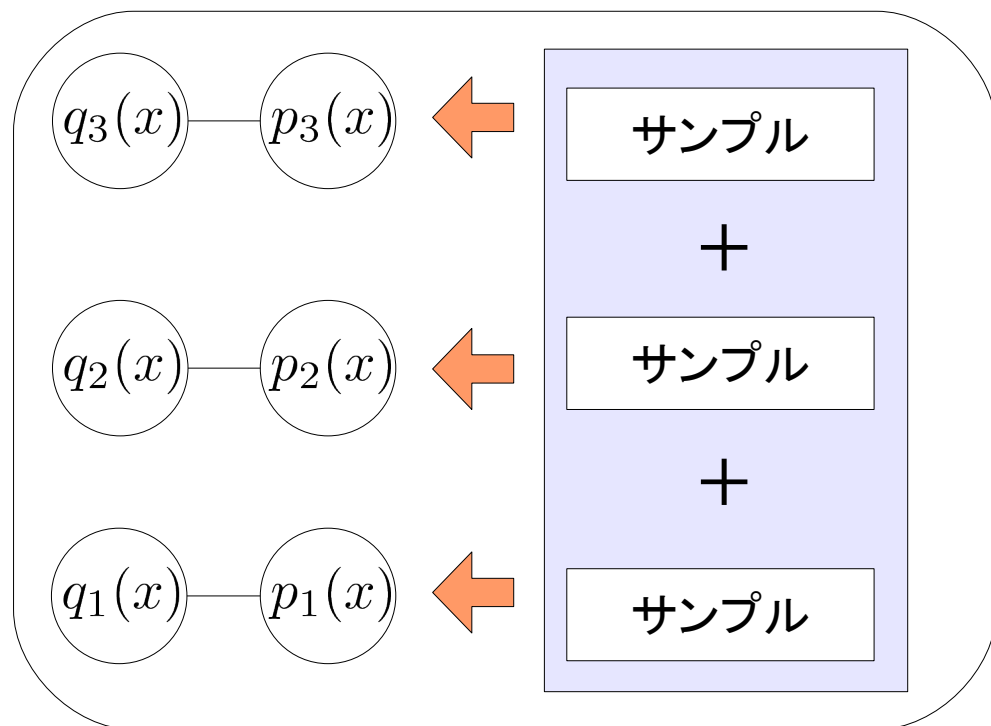 q₃(x) p₃(x) サンプル
＋
q₂(x) p₂(x) サンプル
＋
q₁(x) p₁(x) サンプル